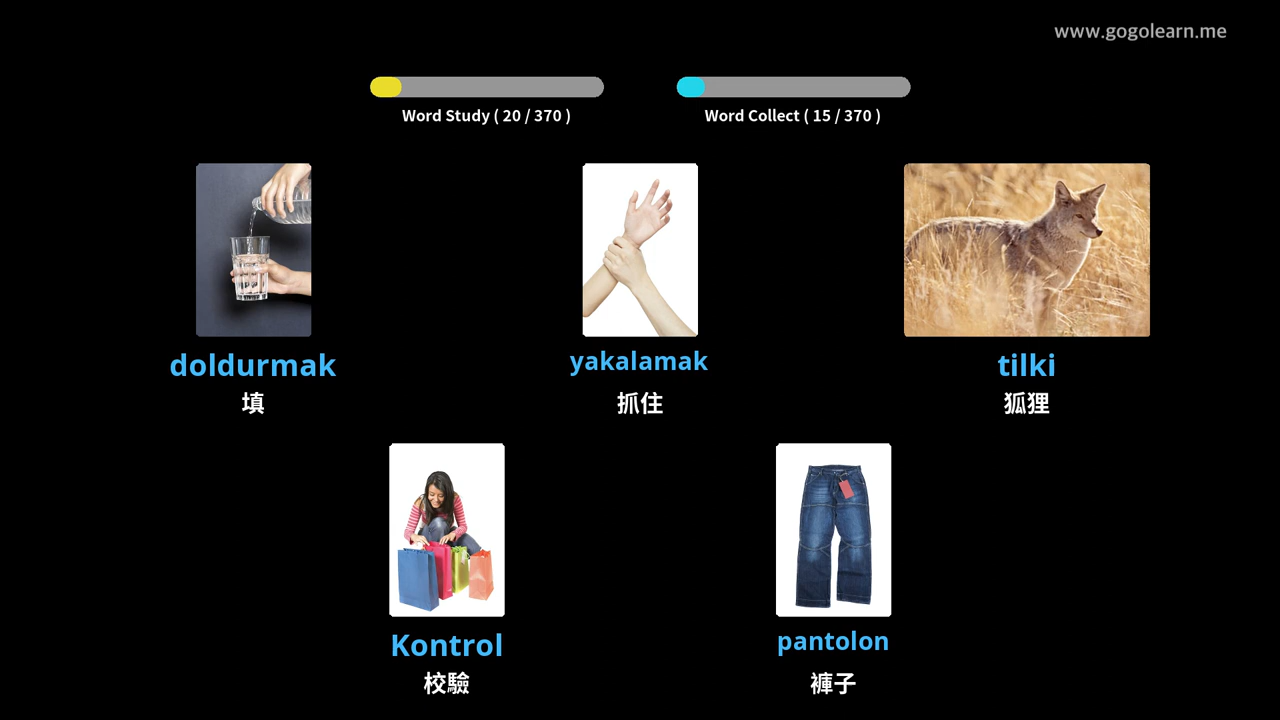 www.gogolearn.me
Word Study ( 20 / 370 )
Word Collect ( 15 / 370 )
doldurmak
填
yakalamak
抓住
tilki
狐狸
Kontrol
校驗
pantolon
褲子